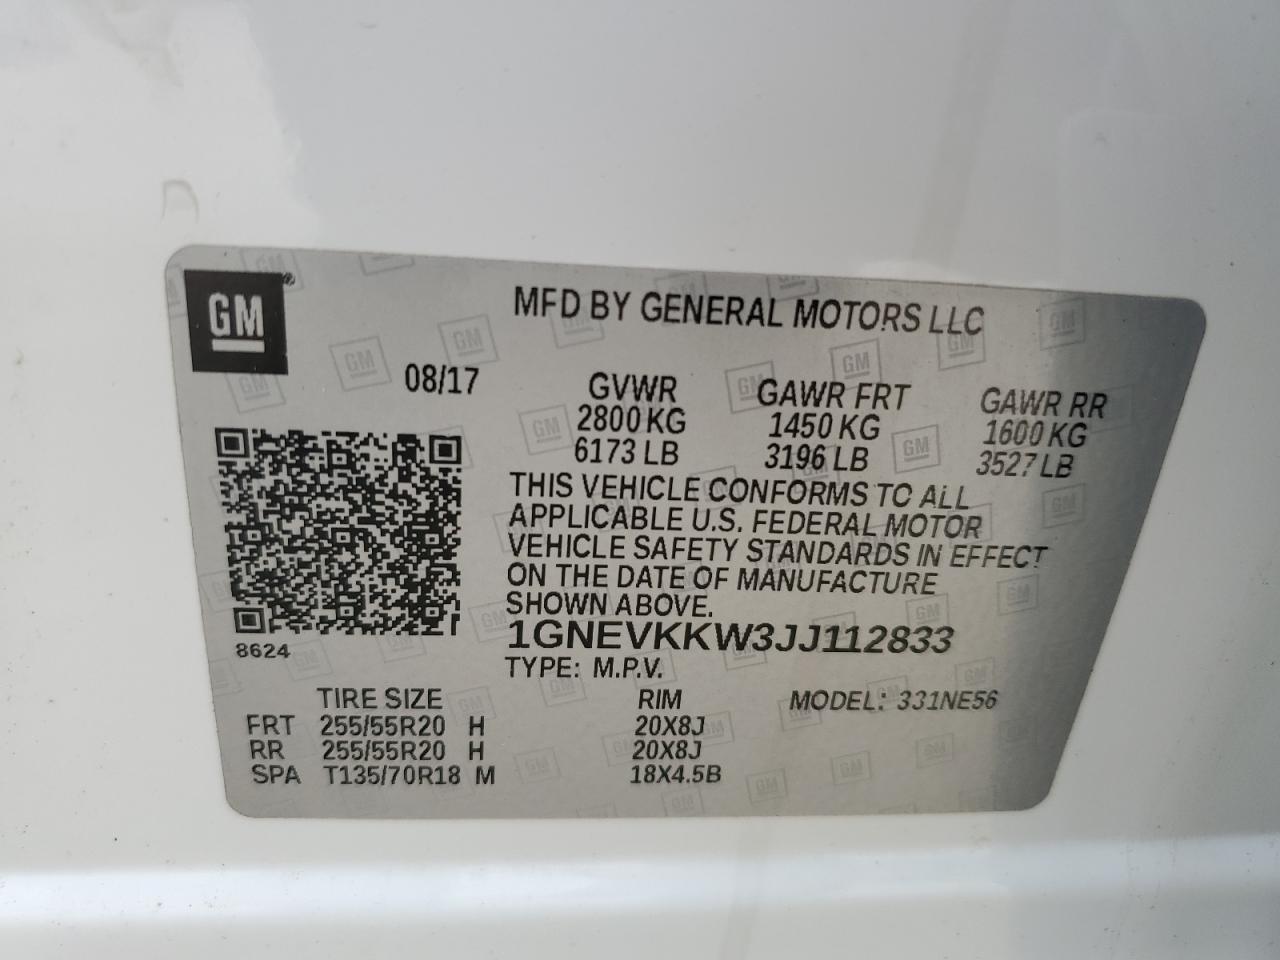 GM®
MFD BY GENERAL MOTORS LLC
08/17
GVWR GAWR FRT GAWR RR
2800 KG 1450 KG 1600 KG
6173 LB 3196 LB 3527 LB
THIS VEHICLE CONFORMS TO ALL
APPLICABLE U.S. FEDERAL MOTOR
VEHICLE SAFETY STANDARDS IN EFFECT
ON THE DATE OF MANUFACTURE
SHOWN ABOVE.
1GNEVKKW3JJ112833
8624
TYPE: M.P.V.
TIRE SIZE RIM MODEL: 331NE56
FRT 255/55R20 H 20X8J
RR 255/55R20 H 20X8J
SPA T135/70R18 M 18X4.5B